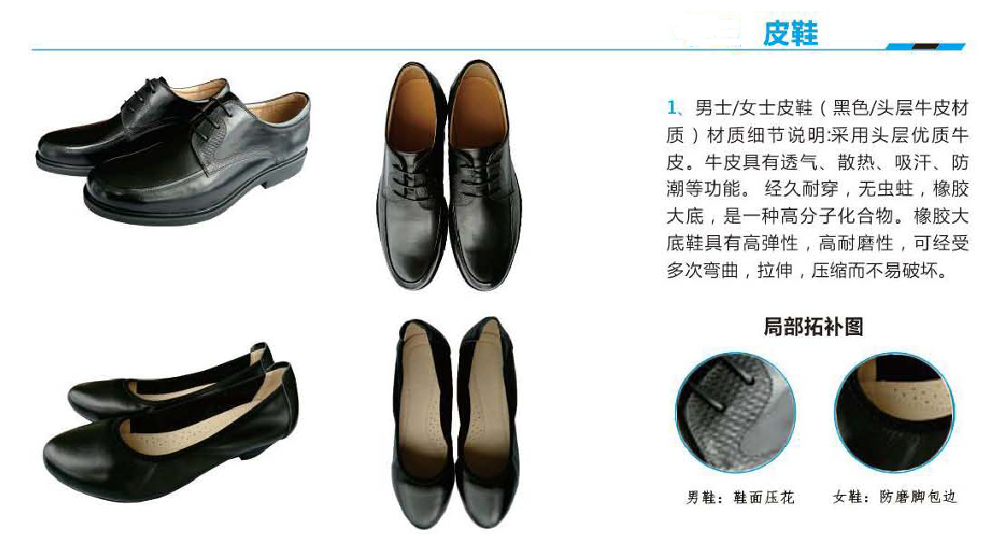 皮鞋
1、男士/女士皮鞋（黑色/头层牛皮材
质）材质细节说明:采用头层优质牛
皮。牛皮具有透气、散热、吸汗、防
潮等功能。 经久耐穿，无虫蛀，橡胶
大底，是一种高分子化合物。橡胶大
底鞋具有高弹性，高耐磨性，可经受
多次弯曲，拉伸，压缩而不易破坏。
局部拓补图
男鞋：鞋面压花
女鞋：防磨脚包边